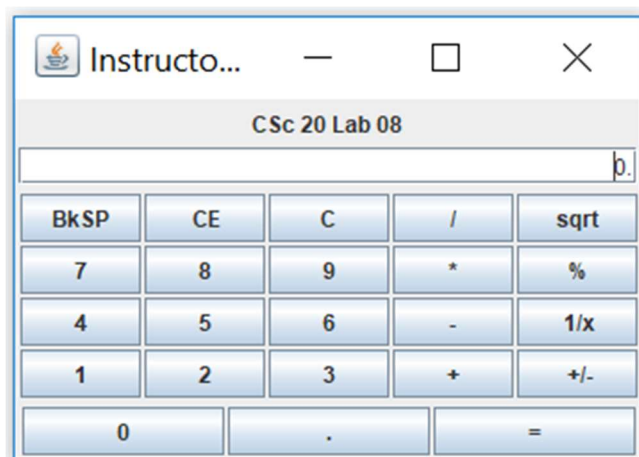 Instructo...
CSc 20 Lab 08
0.
BkSP CE C / sqrt
7 8 9 * %
4 5 6 - 1/x
1 2 3 + +/-
0 . =